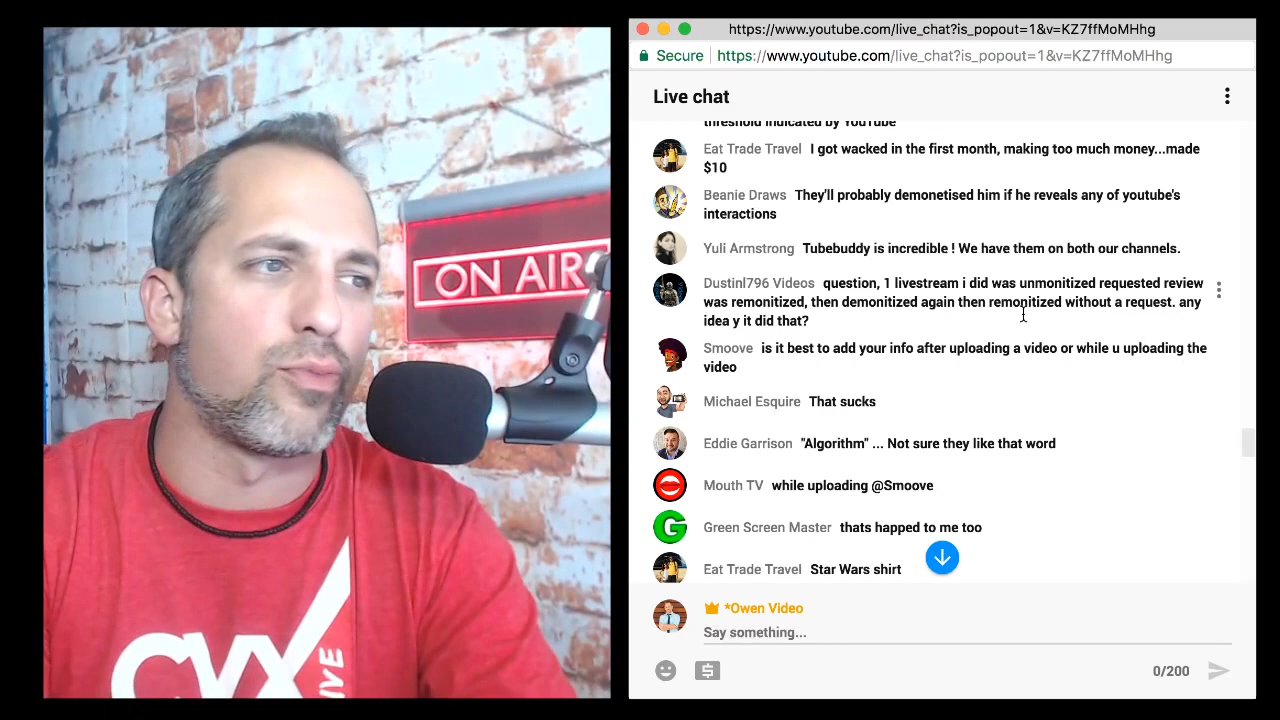 ON AIR
CVX
LIVE
https://www.youtube.com/live_chat?is_popout=1&v=KZ7ffMoMHhg
Secure https://www.youtube.com/live_chat?is_popout=1&v=KZ7ffMoMHhg
Live chat
threshold indicated by YouTube
Eat Trade Travel I got wacked in the first month, making too much money...made
$10
Beanie Draws They'll probably demonetised him if he reveals any of youtube's
interactions
Yuli Armstrong Tubebuddy is incredible ! We have them on both our channels.
Dustinl796 Videos question, 1 livestream i did was unmonitized requested review
was remonitized, then demonitized again then remonitized without a request. any
idea y it did that?
Smoove is it best to add your info after uploading a video or while u uploading the
video
Michael Esquire That sucks
Eddie Garrison "Algorithm" ... Not sure they like that word
Mouth TV while uploading @Smoove
Green Screen Master thats happed to me too
Eat Trade Travel Star Wars shirt
*Owen Video
Say something...
0/200